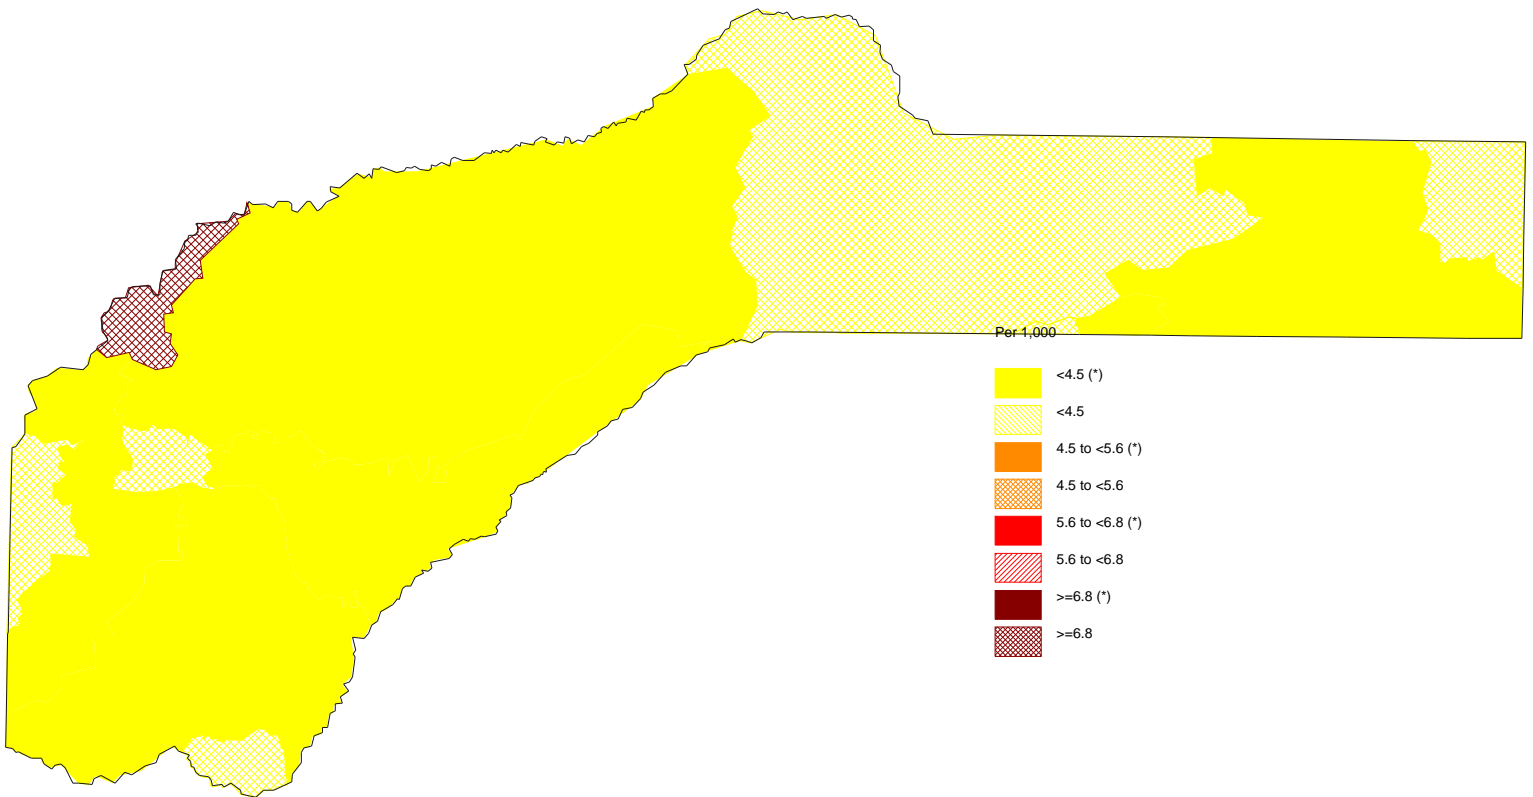 Per 1,000
<4.5 (*)
<4.5
4.5 to <5.6 (*)
4.5 to <5.6
5.6 to <6.8 (*)
5.6 to <6.8
>=6.8 (*)
>=6.8